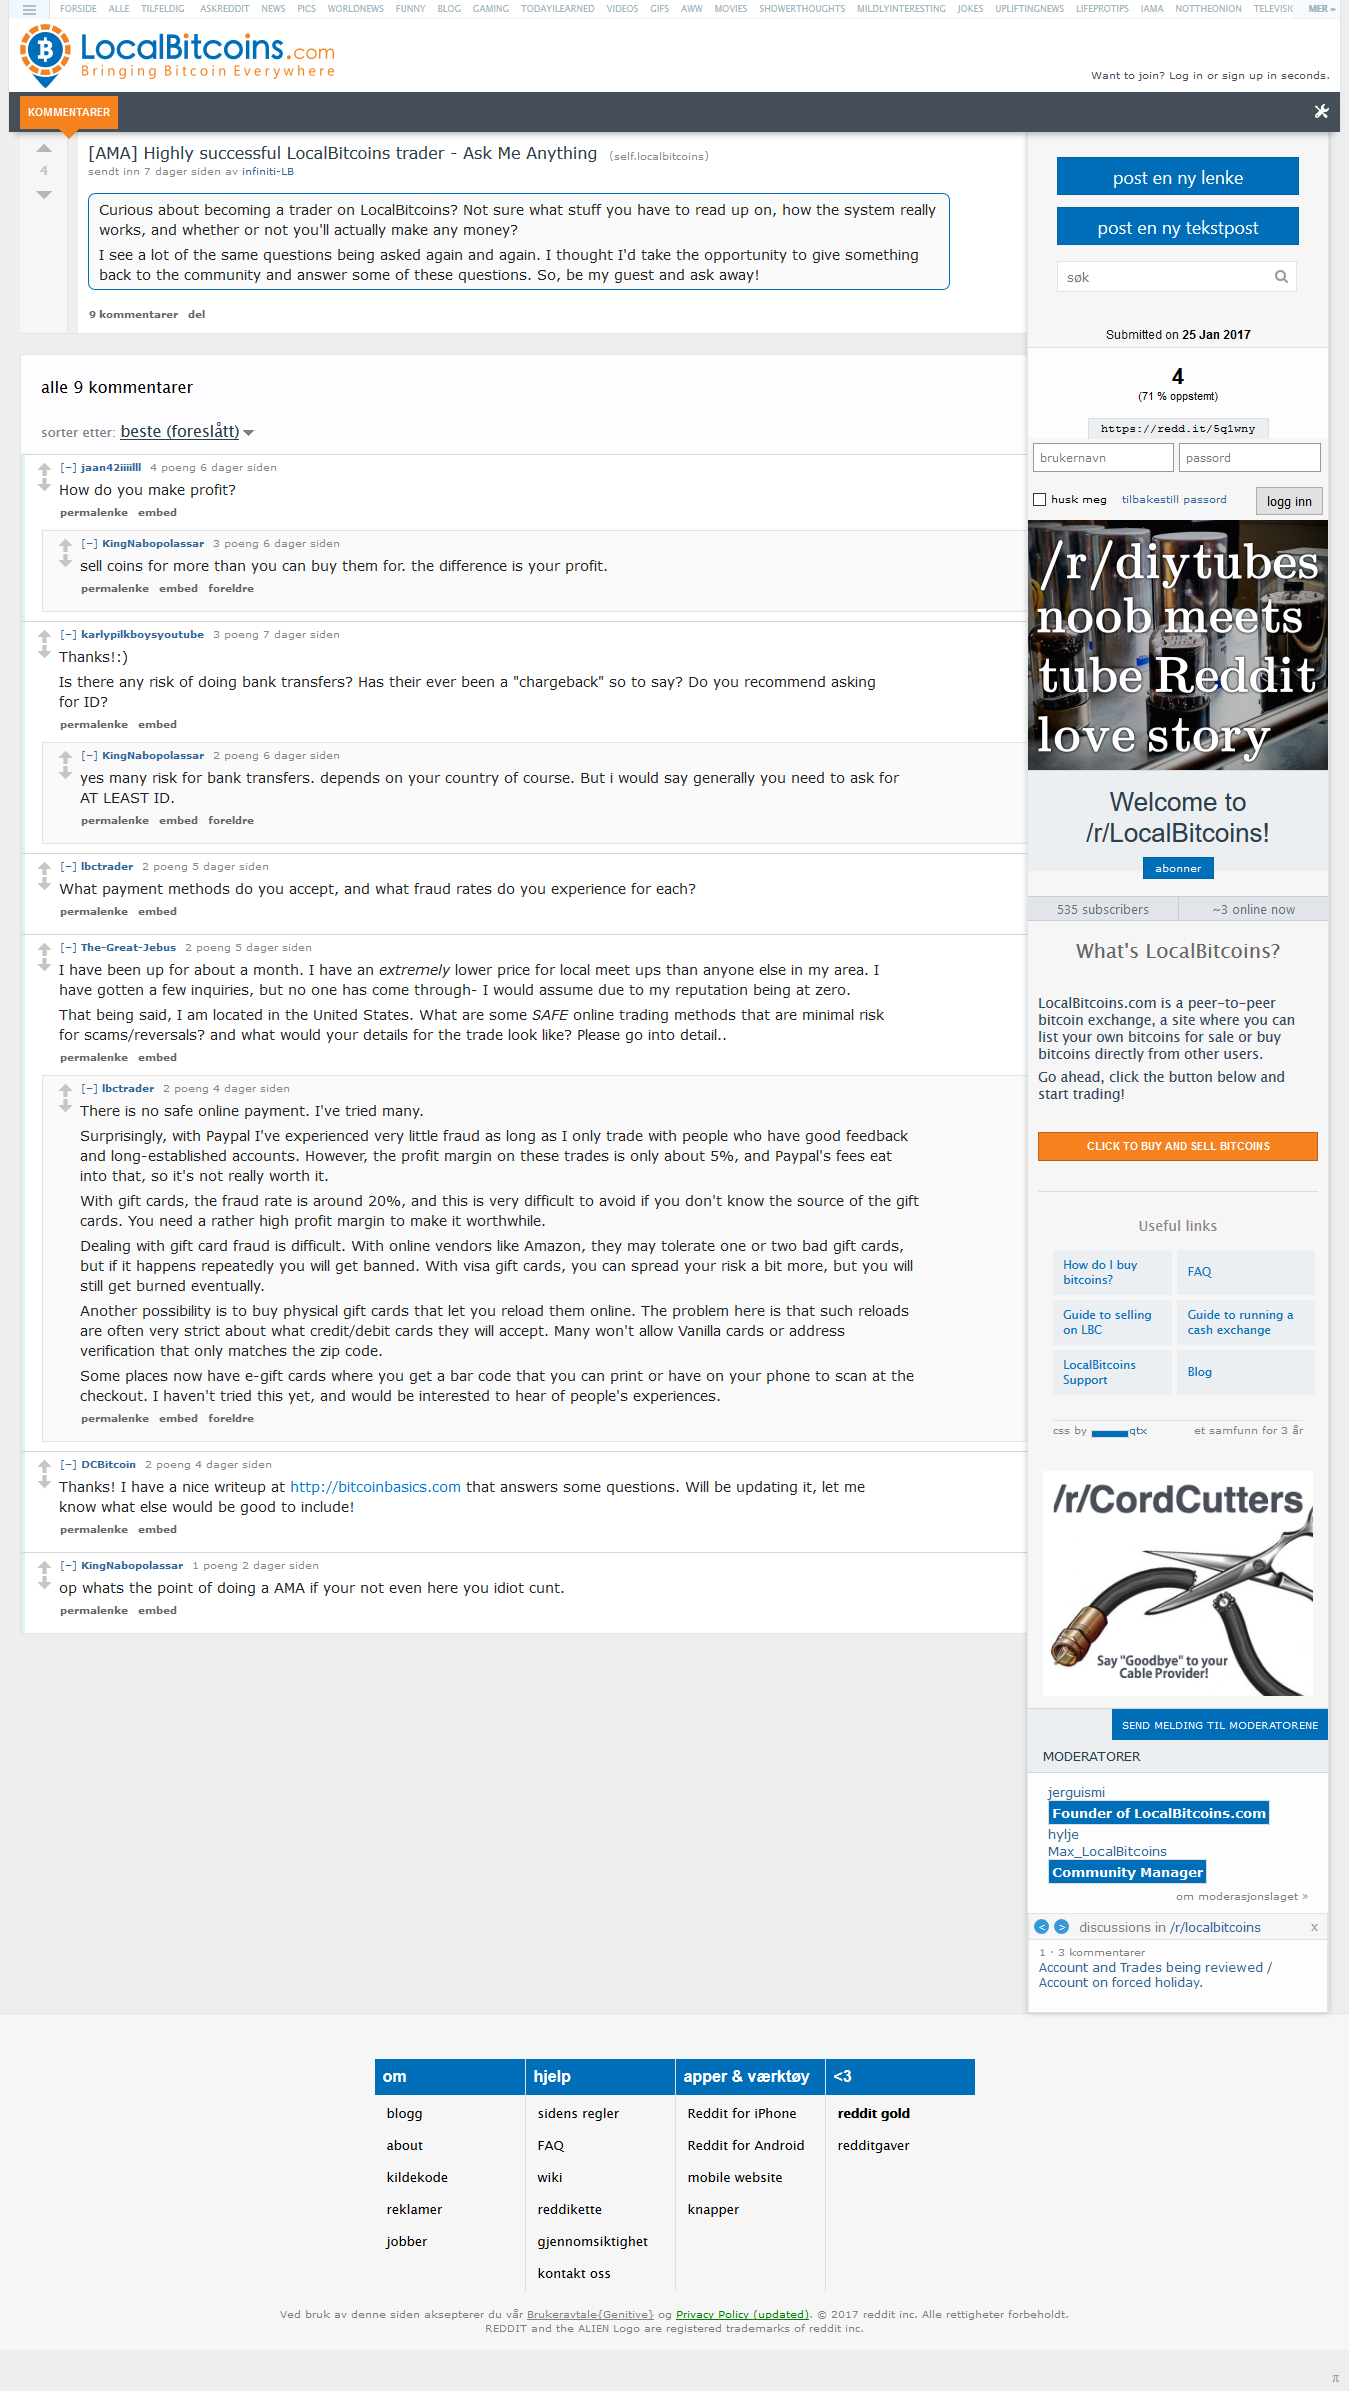 FORSIDE ALLE TILFELDIG ASKREDDIT NEWS PICS WORLDNEWS FUNNY BLOG GAMING TODAYILEARNED VIDEOS GIFS AWW MOVIES SHOWERTHOUGHTS MILDLYINTERESTING JOKES UPLIFTINGNEWS LIFEPROTIPS IAMA NOTTHEONION TELEVISIO MER »
LocalBitcoins.com
Bringing Bitcoin Everywhere
Want to join? Log in or sign up in seconds.
KOMMENTARER
4
[AMA] Highly successful LocalBitcoins trader - Ask Me Anything (self.localbitcoins)
sendt inn 7 dager siden av infiniti-LB
Curious about becoming a trader on LocalBitcoins? Not sure what stuff you have to read up on, how the system really
works, and whether or not you'll actually make any money?
I see a lot of the same questions being asked again and again. I thought I'd take the opportunity to give something
back to the community and answer some of these questions. So, be my guest and ask away!
9 kommentarer del
alle 9 kommentarer
sorter etter: beste (foreslått)
[–] jaan42iiiilll 4 poeng 6 dager siden
How do you make profit?
permalenke embed
[–] KingNabopolassar 3 poeng 6 dager siden
sell coins for more than you can buy them for. the difference is your profit.
permalenke embed foreldre
[–] karlypilkboysyoutube 3 poeng 7 dager siden
Thanks!:)
Is there any risk of doing bank transfers? Has their ever been a "chargeback" so to say? Do you recommend asking
for ID?
permalenke embed
[–] KingNabopolassar 2 poeng 6 dager siden
yes many risk for bank transfers. depends on your country of course. But i would say generally you need to ask for
AT LEAST ID.
permalenke embed foreldre
[–] lbctrader 2 poeng 5 dager siden
What payment methods do you accept, and what fraud rates do you experience for each?
permalenke embed
[–] The-Great-Jebus 2 poeng 5 dager siden
I have been up for about a month. I have an extremely lower price for local meet ups than anyone else in my area. I
have gotten a few inquiries, but no one has come through- I would assume due to my reputation being at zero.
That being said, I am located in the United States. What are some SAFE online trading methods that are minimal risk
for scams/reversals? and what would your details for the trade look like? Please go into detail..
permalenke embed
[–] lbctrader 2 poeng 4 dager siden
There is no safe online payment. I've tried many.
Surprisingly, with Paypal I've experienced very little fraud as long as I only trade with people who have good feedback
and long-established accounts. However, the profit margin on these trades is only about 5%, and Paypal's fees eat
into that, so it's not really worth it.
With gift cards, the fraud rate is around 20%, and this is very difficult to avoid if you don't know the source of the gift
cards. You need a rather high profit margin to make it worthwhile.
Dealing with gift card fraud is difficult. With online vendors like Amazon, they may tolerate one or two bad gift cards,
but if it happens repeatedly you will get banned. With visa gift cards, you can spread your risk a bit more, but you will
still get burned eventually.
Another possibility is to buy physical gift cards that let you reload them online. The problem here is that such reloads
are often very strict about what credit/debit cards they will accept. Many won't allow Vanilla cards or address
verification that only matches the zip code.
Some places now have e-gift cards where you get a bar code that you can print or have on your phone to scan at the
checkout. I haven't tried this yet, and would be interested to hear of people's experiences.
permalenke embed foreldre
[–] DCBitcoin 2 poeng 4 dager siden
Thanks! I have a nice writeup at http://bitcoinbasics.com that answers some questions. Will be updating it, let me
know what else would be good to include!
permalenke embed
[–] KingNabopolassar 1 poeng 2 dager siden
op whats the point of doing a AMA if your not even here you idiot cunt.
permalenke embed
post en ny lenke
post en ny tekstpost
søk
Submitted on 25 Jan 2017
4
(71 % oppstemt)
https://redd.it/5q1wny
brukernavn passord
husk meg tilbakestill passord logg inn
/r/diytubes
noob meets
tube Reddit
love story
Welcome to
/r/LocalBitcoins!
abonner
535 subscribers ~3 online now
What's LocalBitcoins?
LocalBitcoins.com is a peer-to-peer
bitcoin exchange, a site where you can
list your own bitcoins for sale or buy
bitcoins directly from other users.
Go ahead, click the button below and
start trading!
CLICK TO BUY AND SELL BITCOINS
Useful links
How do I buy
bitcoins?
FAQ
Guide to selling
on LBC
Guide to running a
cash exchange
LocalBitcoins
Support
Blog
css by qtx et samfunn for 3 år
/r/CordCutters
Say "Goodbye" to your
Cable Provider!
SEND MELDING TIL MODERATORENE
MODERATORER
jerguismi
Founder of LocalBitcoins.com
hylje
Max_LocalBitcoins
Community Manager
om moderasjonslaget »
< > discussions in /r/localbitcoins X
1 · 3 kommentarer
Account and Trades being reviewed /
Account on forced holiday.
om hjelp apper & værktøy <3
blogg sidens regler Reddit for iPhone reddit gold
about FAQ Reddit for Android redditgaver
kildekode wiki mobile website
reklamer reddikette knapper
jobber gjennomsiktighet
kontakt oss
Ved bruk av denne siden aksepterer du vår Brukeravtale{Genitive} og Privacy Policy (updated). © 2017 reddit inc. Alle rettigheter forbeholdt.
REDDIT and the ALIEN Logo are registered trademarks of reddit inc.
π